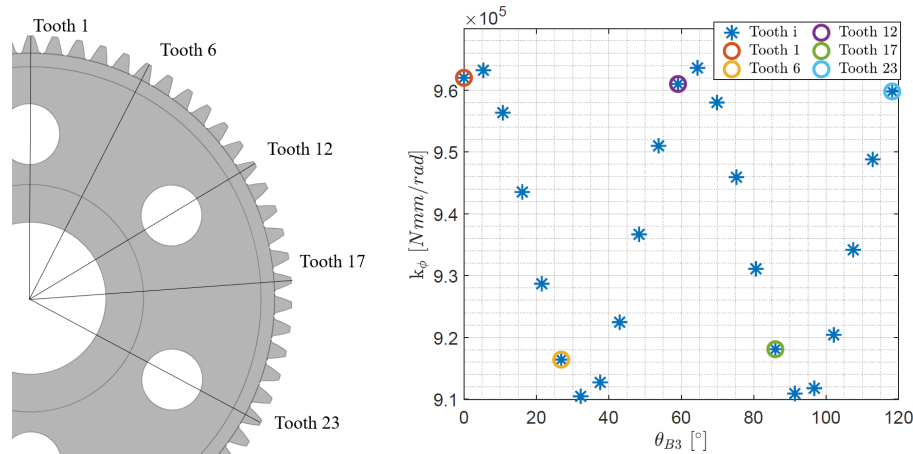 Tooth 1
Tooth 6
Tooth 12
Tooth 17
Tooth 23
×10⁵
Tooth i
Tooth 1
Tooth 6
Tooth 12
Tooth 17
Tooth 23
9.6
9.5
9.4
9.3
9.2
9.1
k_ϕ [Nmm/rad]
0 20 40 60 80 100 120
θ_B3 [°]